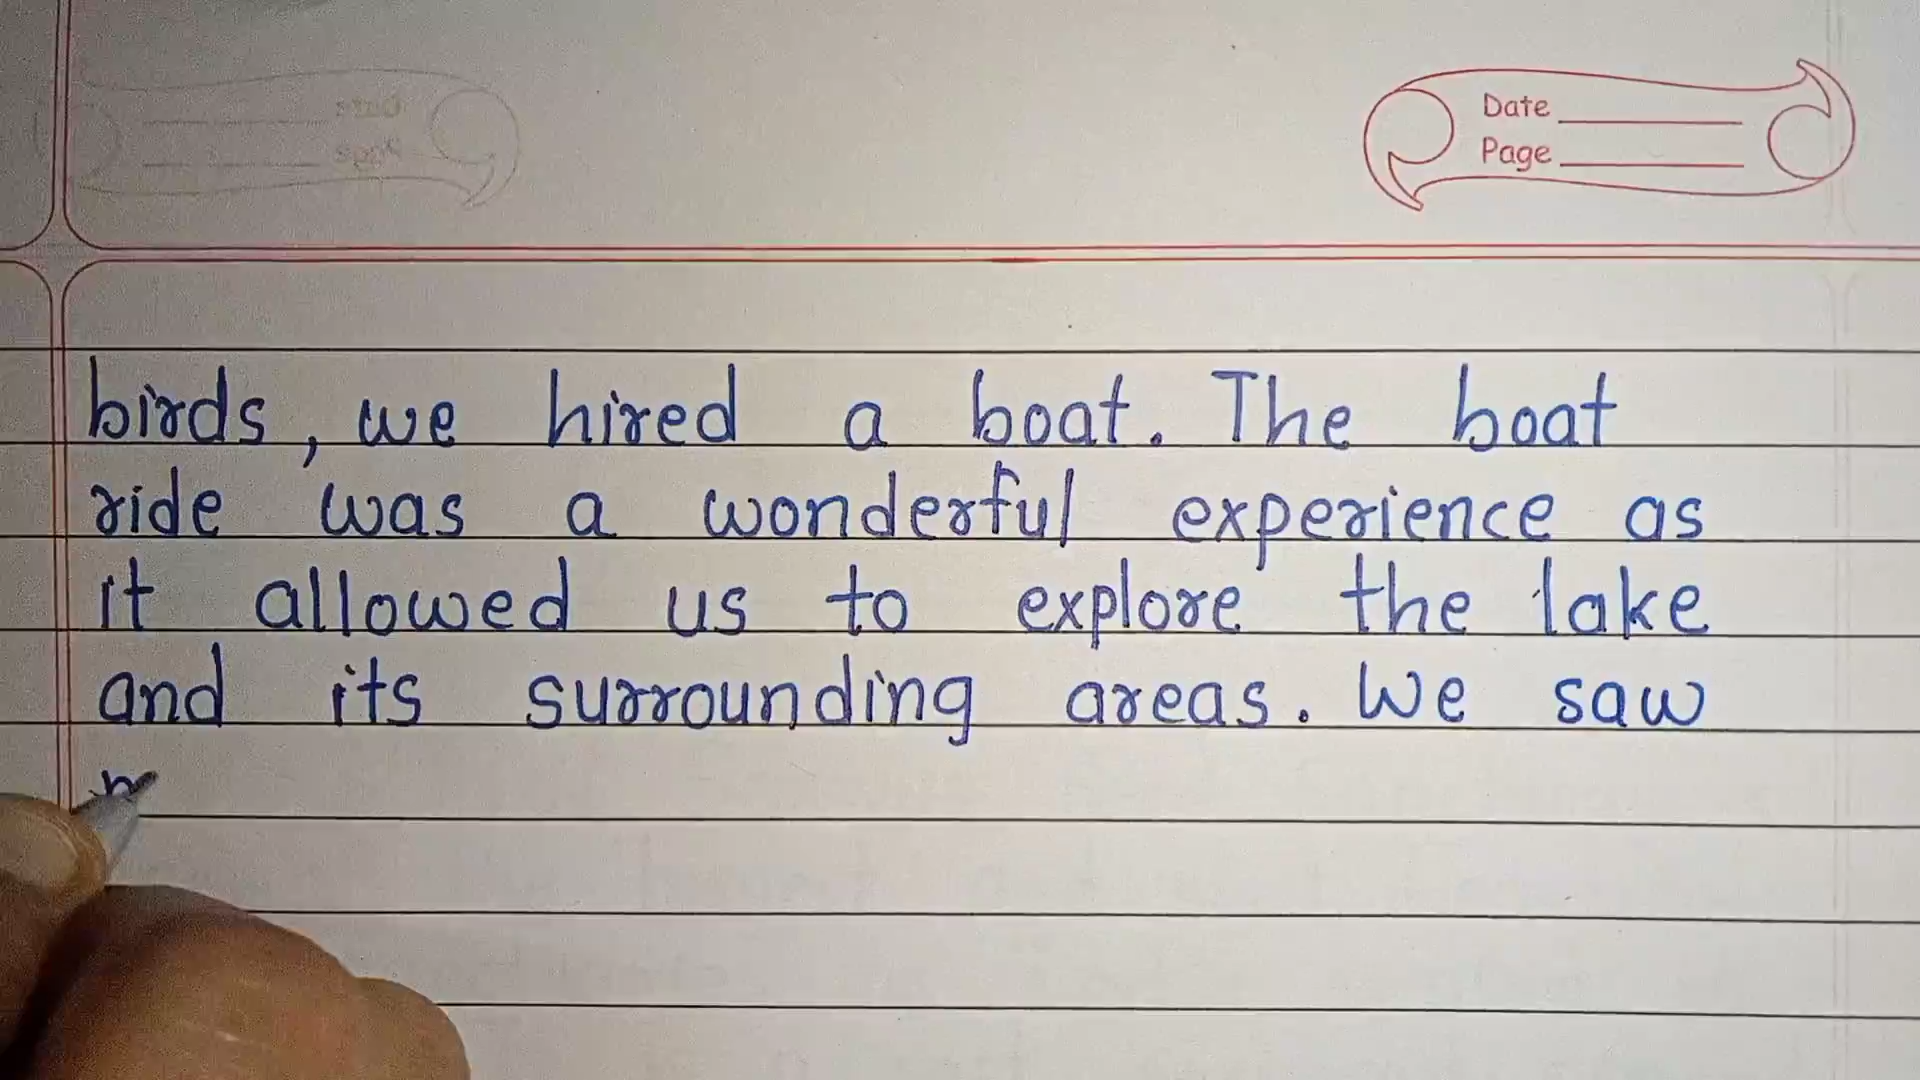 Date
Page
birds, we hired a boat. The boat
ride was a wonderful experience as
it allowed us to explore the lake
and its surrounding areas. We saw